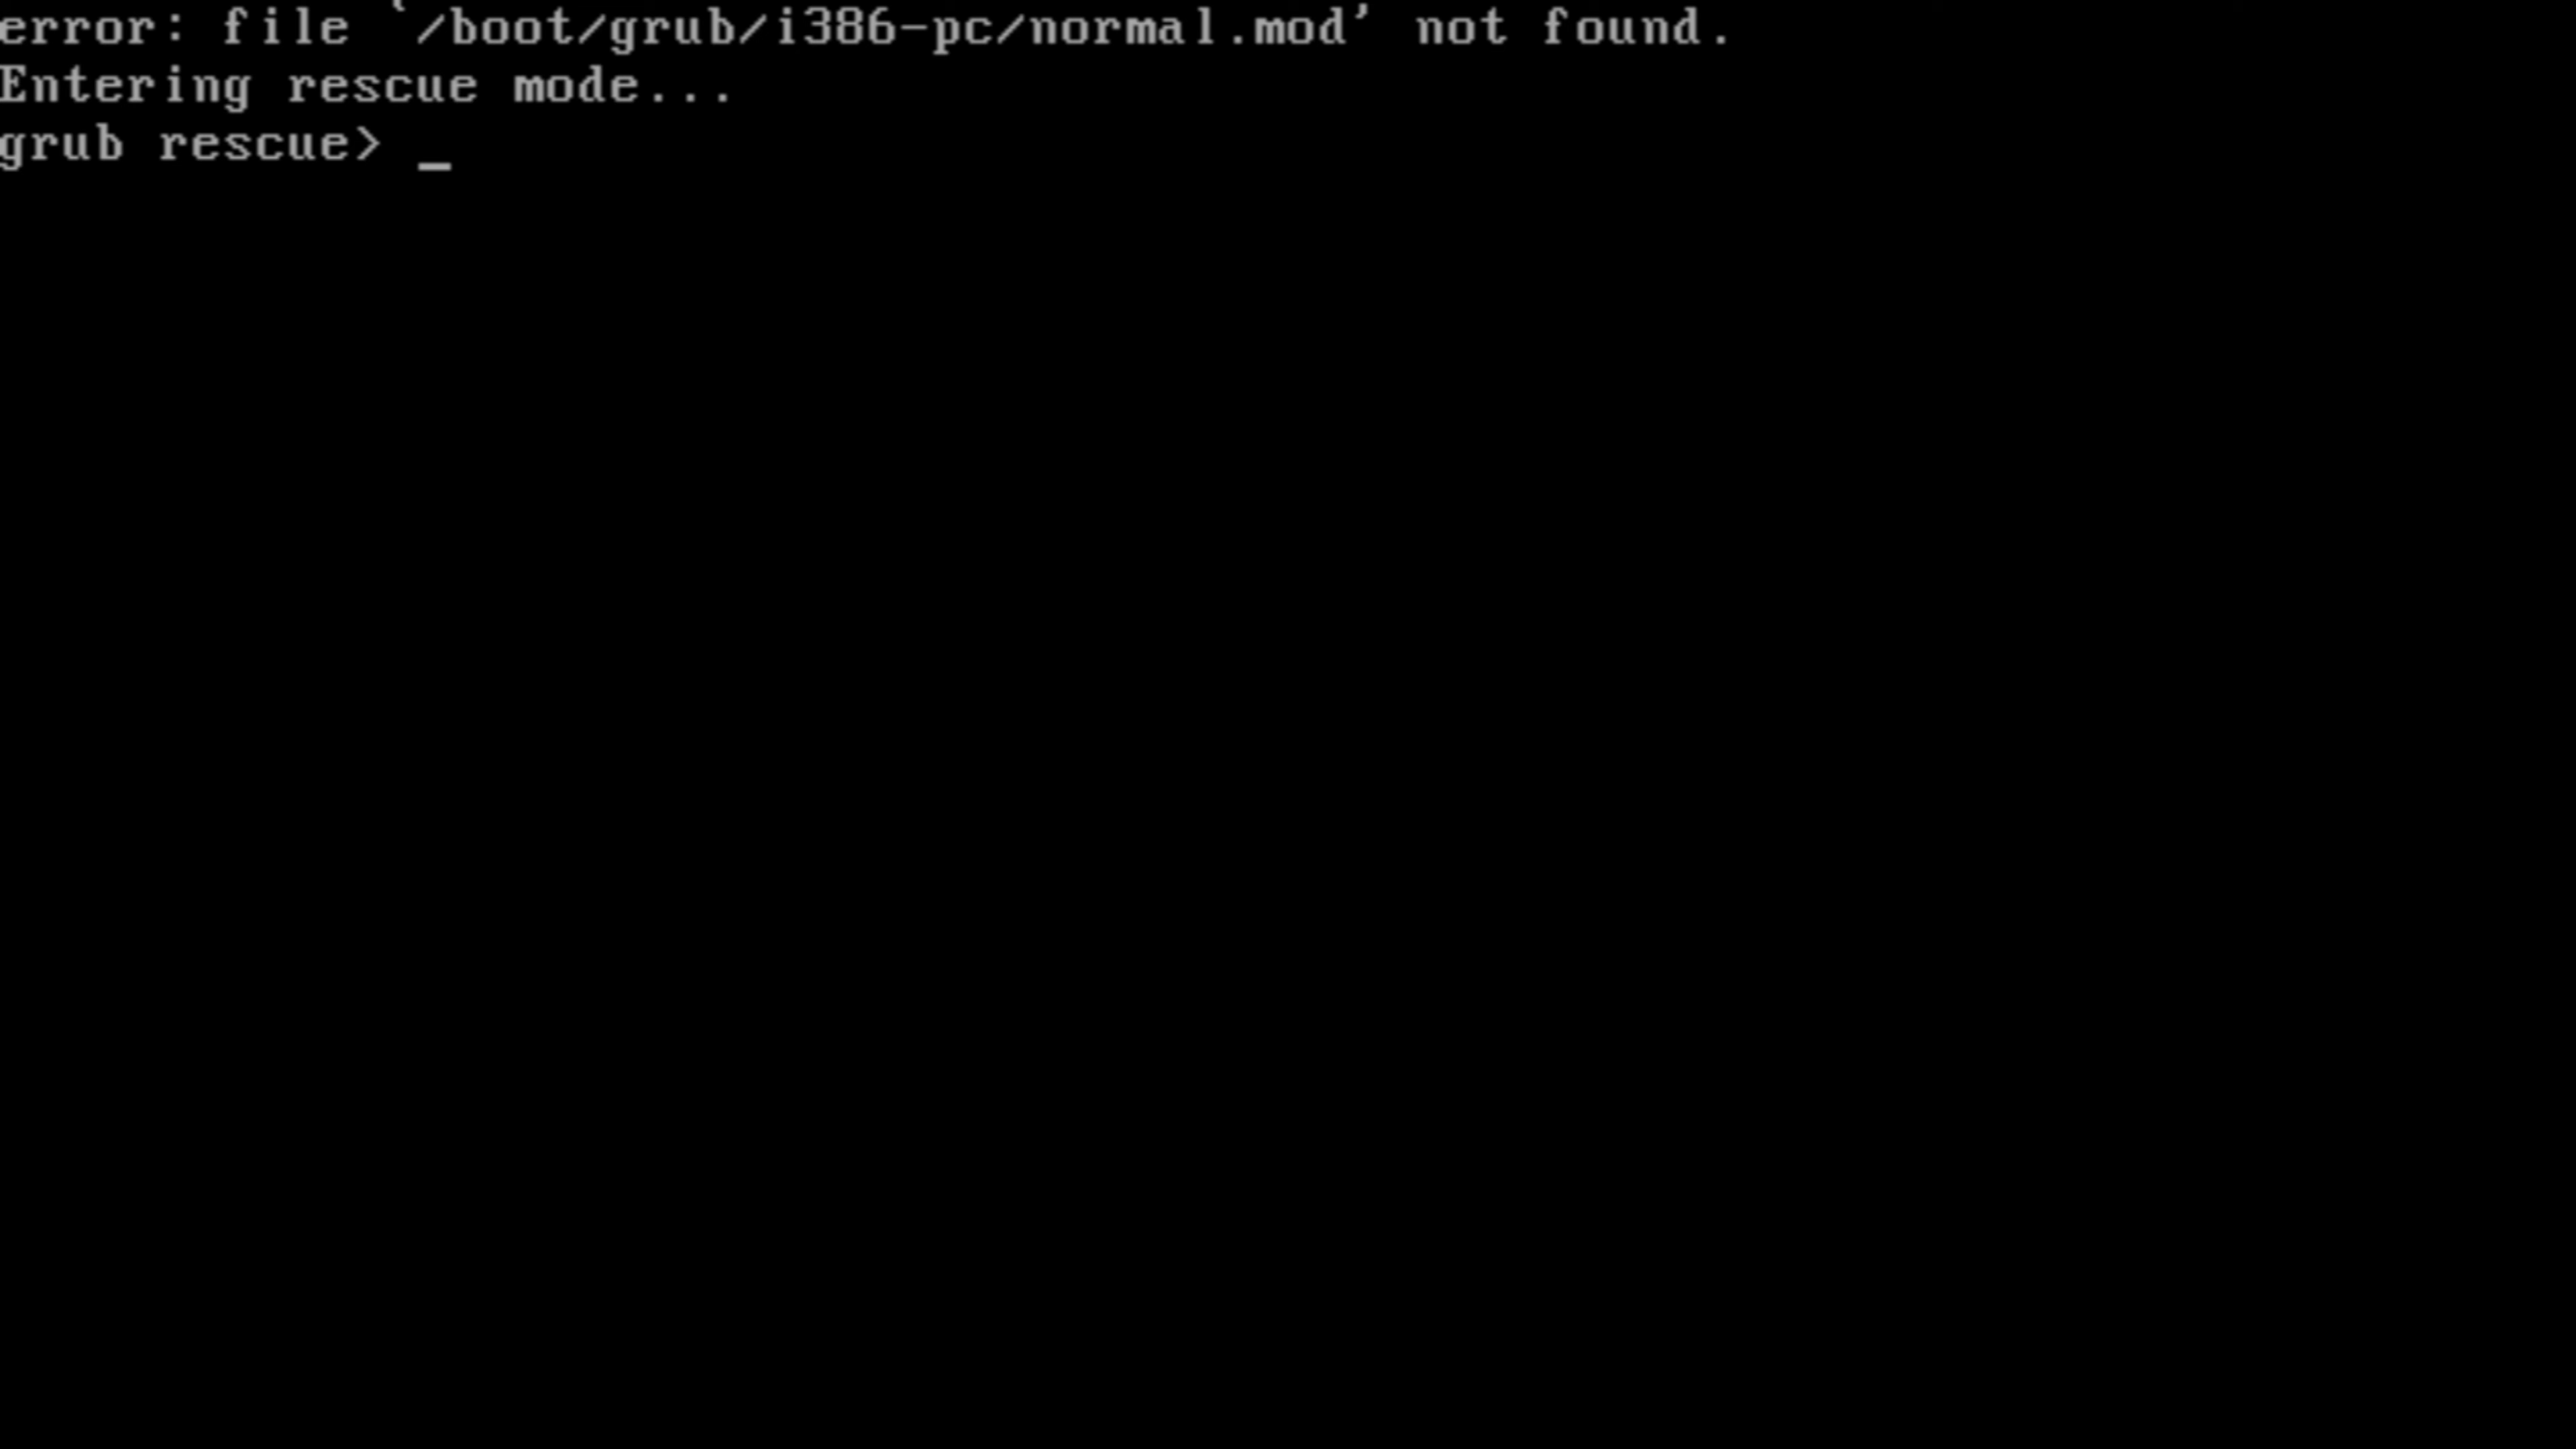 error: file `/boot/grub/i386-pc/normal.mod' not found.
Entering rescue mode...
grub rescue> _